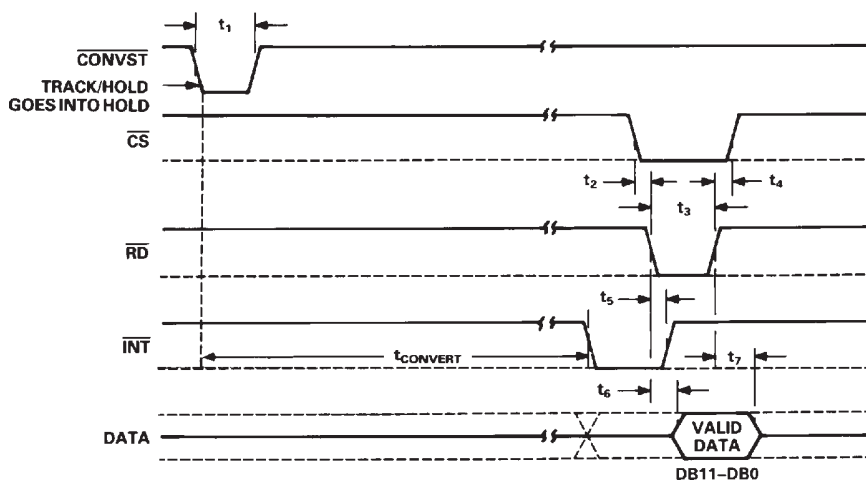 t1
CONVST
TRACK/HOLD
GOES INTO HOLD
CS
t2
t4
t3
RD
t5
INT
tCONVERT
t7
t6
DATA
VALID
DATA
DB11–DB0